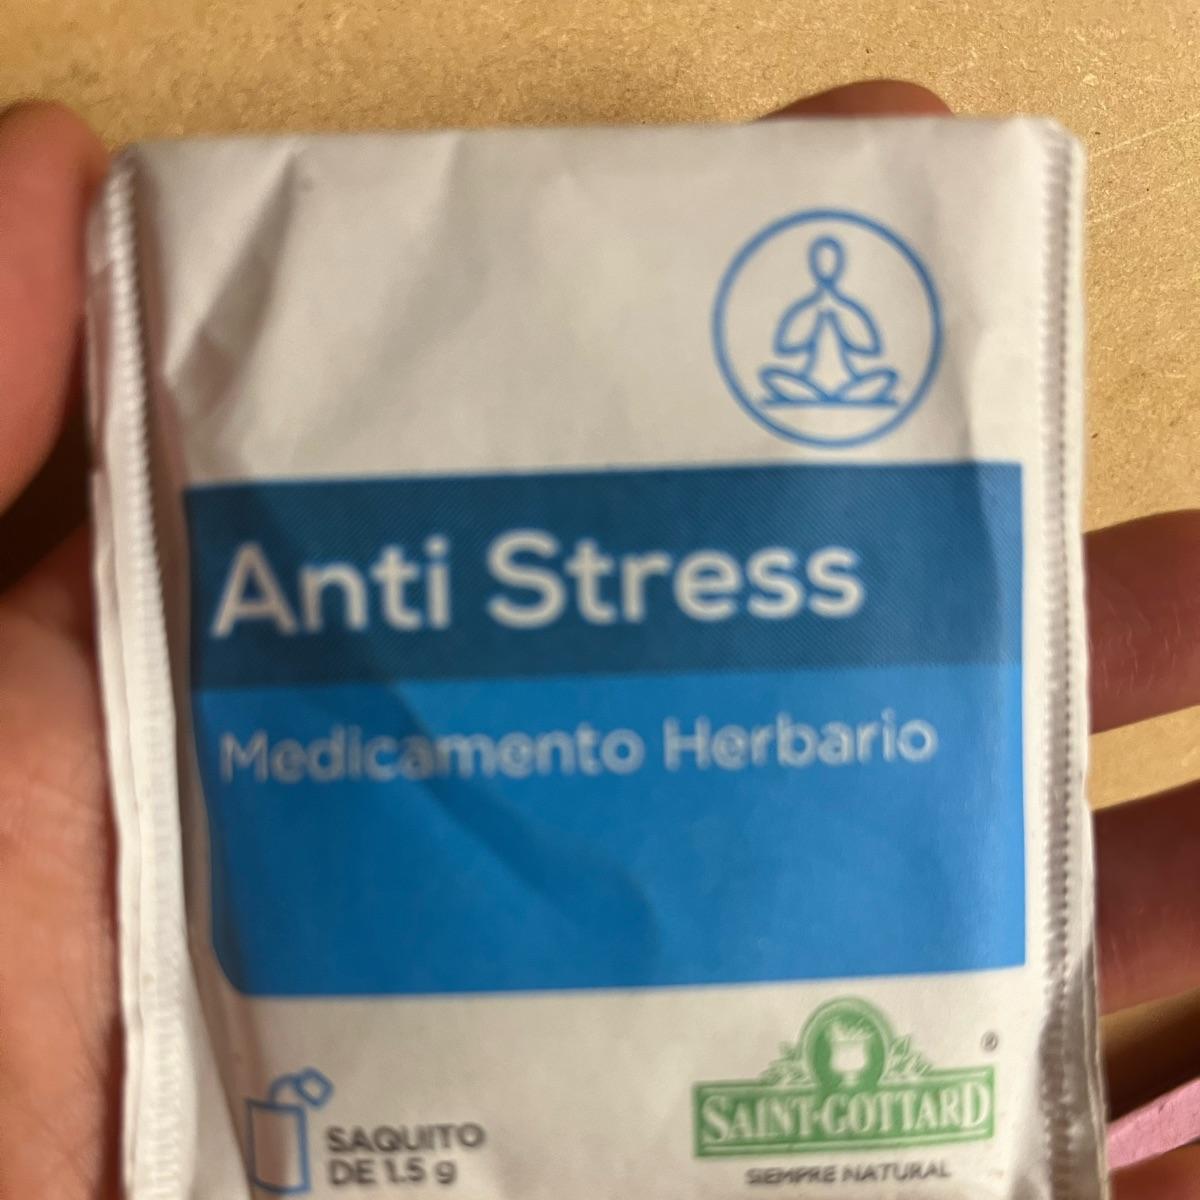 Anti Stress
Medicamento Herbario
SAQUITO
DE 1.5 g
®
SAINT-GOTTARD
SIEMPRE NATURAL